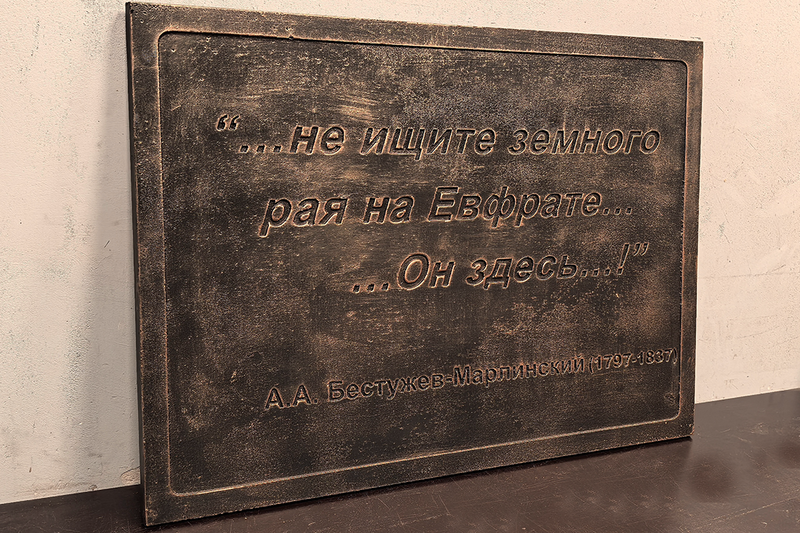 “...не ищите земного
рая на Евфрате...
...Он здесь...!”
А.А. Бестужев-Марлинский (1797-1837)